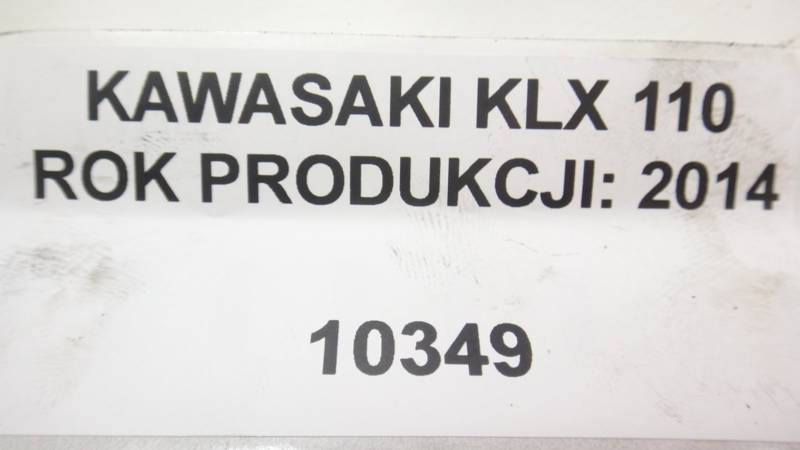 KAWASAKI KLX 110
ROK PRODUKCJI: 2014
10349